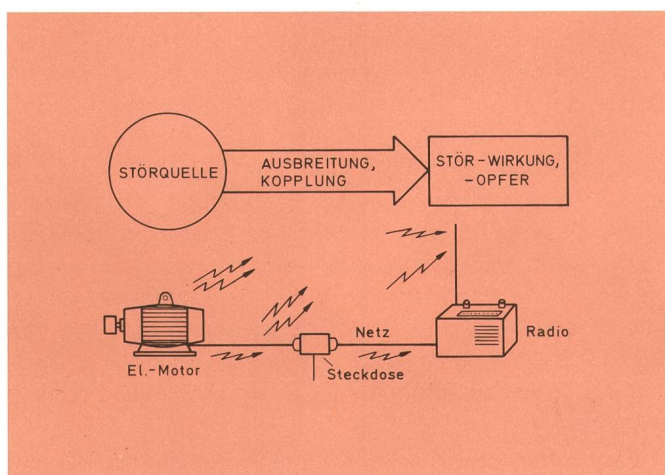 STÖRQUELLE
AUSBREITUNG,
KOPPLUNG
STÖR-WIRKUNG,
-OPFER
Netz
Radio
El.-Motor
Steckdose